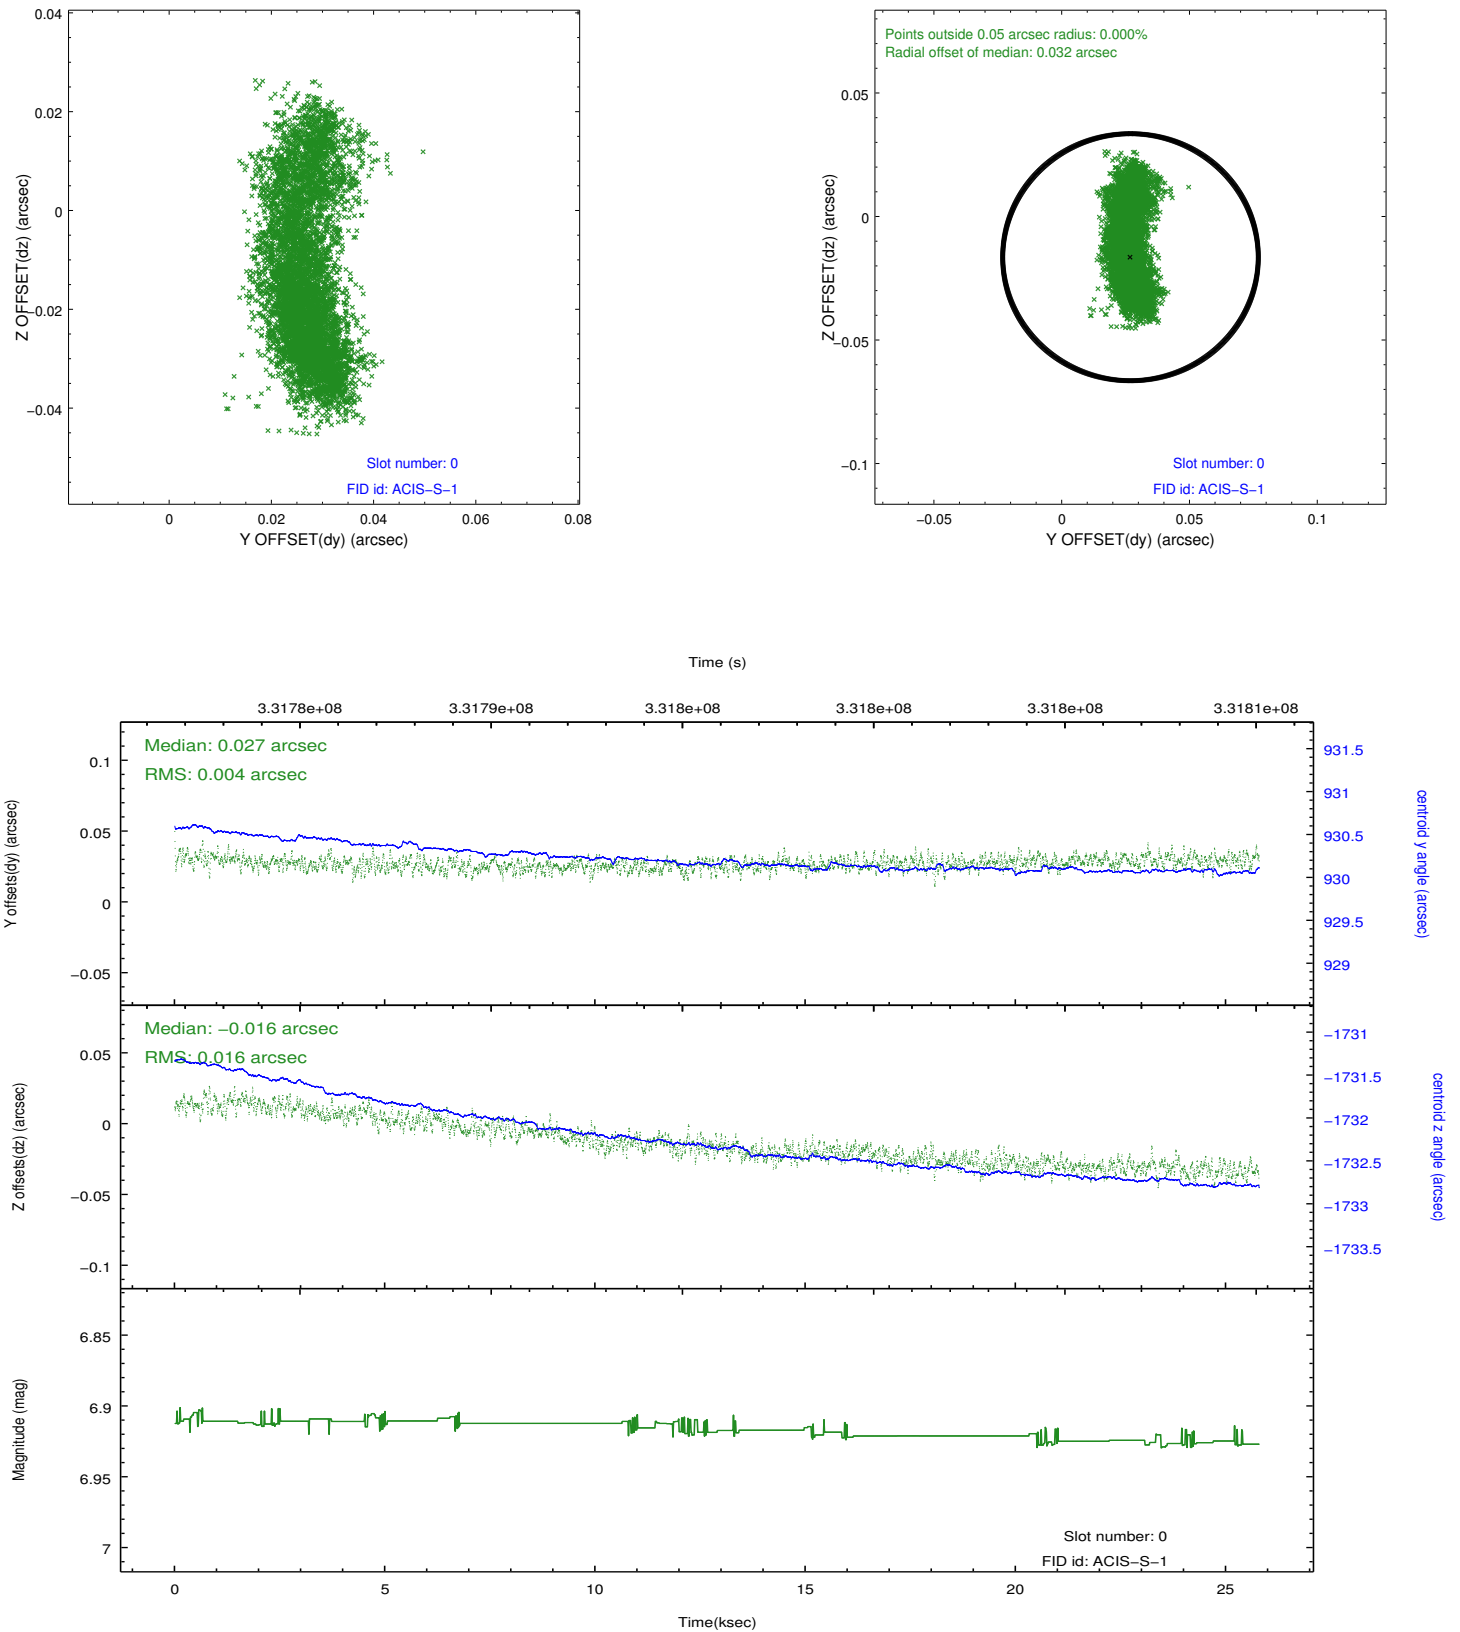 0.04
0.02
0
−0.02
−0.04
Z OFFSET(dz) (arcsec)
Slot number: 0
FID id: ACIS−S−1
0 0.02 0.04 0.06 0.08
Y OFFSET(dy) (arcsec)
Points outside 0.05 arcsec radius: 0.000%
Radial offset of median: 0.032 arcsec
0.05
0
−0.05
−0.1
Z OFFSET(dz) (arcsec)
Slot number: 0
FID id: ACIS−S−1
−0.05 0 0.05 0.1
Y OFFSET(dy) (arcsec)
Time (s)
3.3178e+08 3.3179e+08 3.318e+08 3.318e+08 3.318e+08 3.3181e+08
Median: 0.027 arcsec
RMS: 0.004 arcsec
0.1
0.05
0
−0.05
Y offsets(dy) (arcsec)
931.5
931
930.5
930
929.5
929
centroid y angle (arcsec)
Median: −0.016 arcsec
RMS: 0.016 arcsec
0.05
0
−0.05
−0.1
Z offsets(dz) (arcsec)
−1731
−1731.5
−1732
−1732.5
−1733
−1733.5
centroid z angle (arcsec)
6.85
6.9
6.95
7
Magnitude (mag)
Slot number: 0
FID id: ACIS−S−1
0 5 10 15 20 25
Time(ksec)